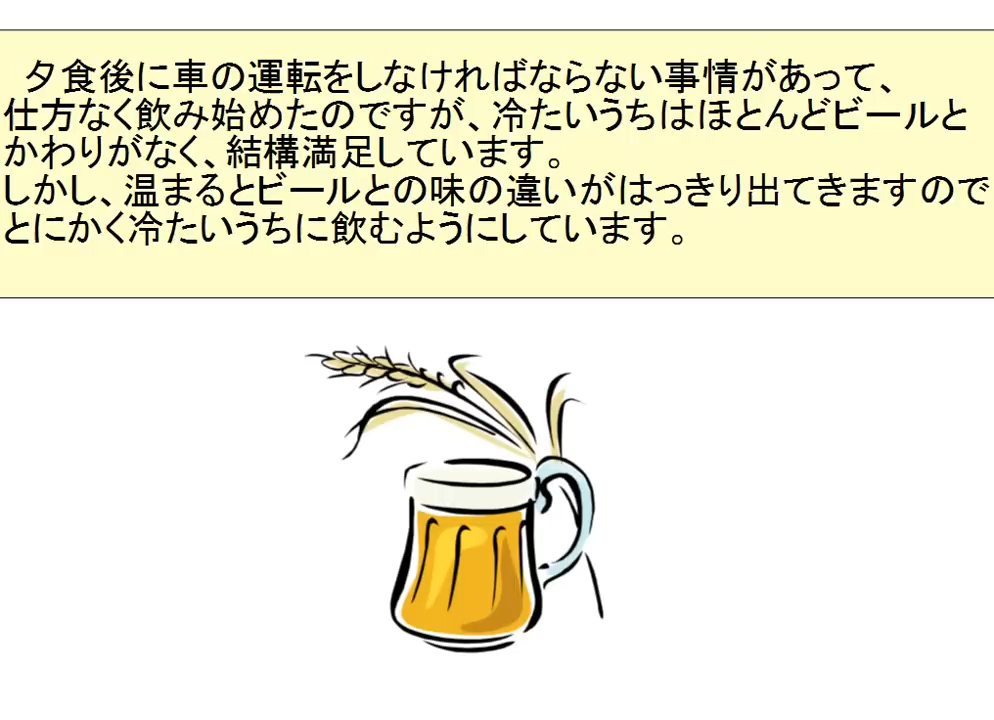 夕食後に車の運転をしなければならない事情があって、
仕方なく飲み始めたのですが、冷たいうちはほとんどビールと
かわりがなく、結構満足しています。
しかし、温まるとビールとの味の違いがはっきり出てきますので
とにかく冷たいうちに飲むようにしています。